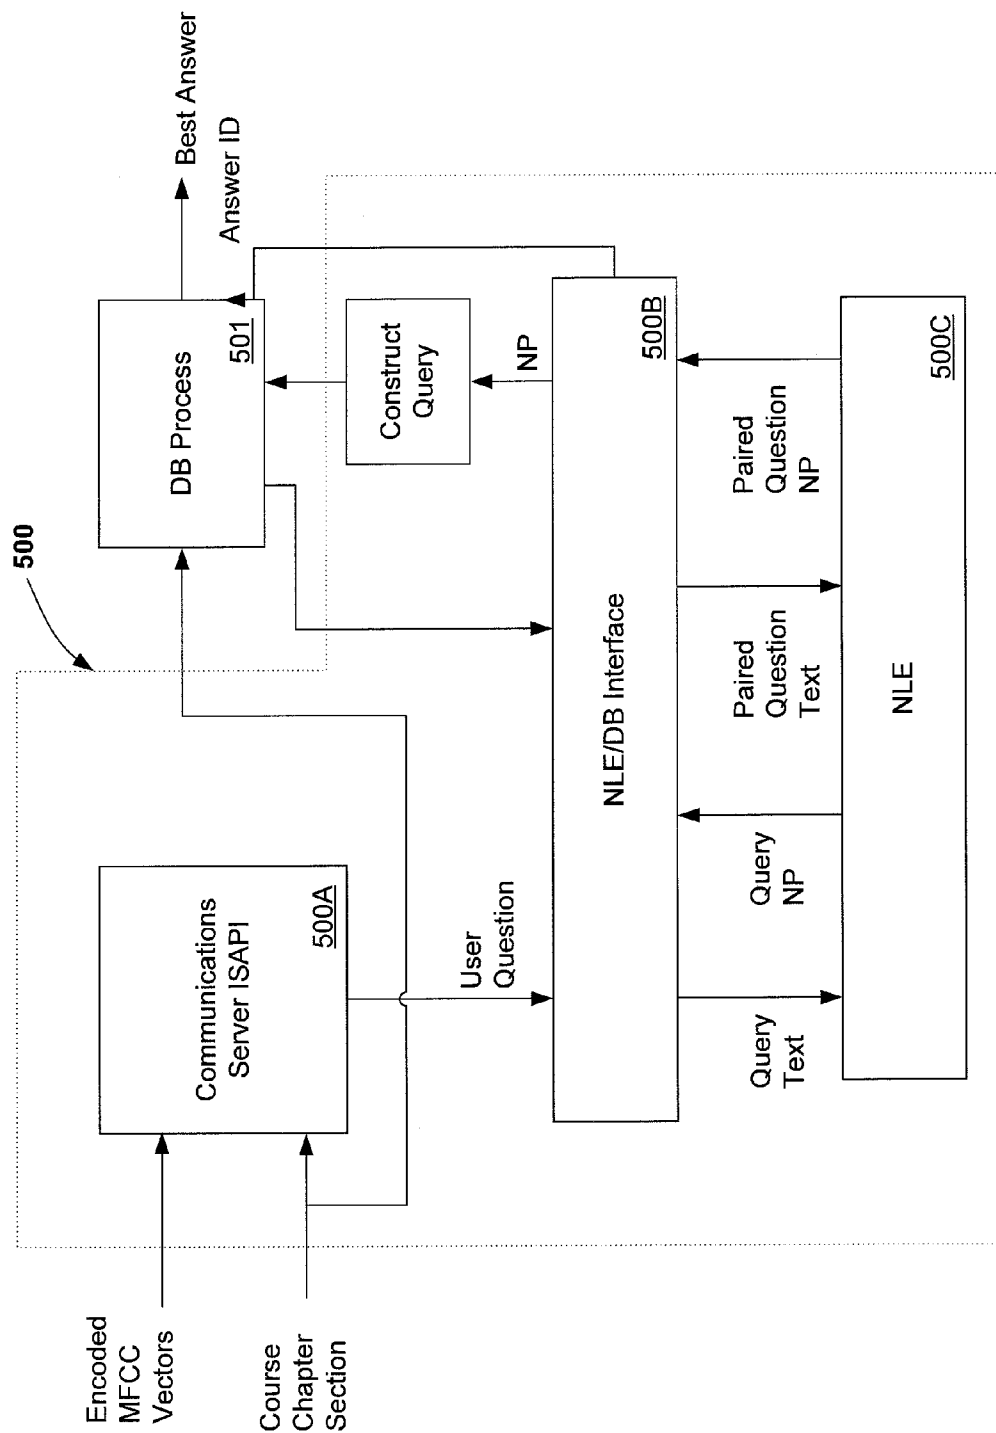 500
Encoded
MFCC
Vectors
Course
Chapter
Section
Communications
Server ISAPI
500A
DB Process
501
Best Answer
Answer ID
Construct
Query
NP
User
Question
NLE/DB Interface
500B
Query
Text
Query
NP
Paired
Question
Text
Paired
Question
NP
NLE
500C